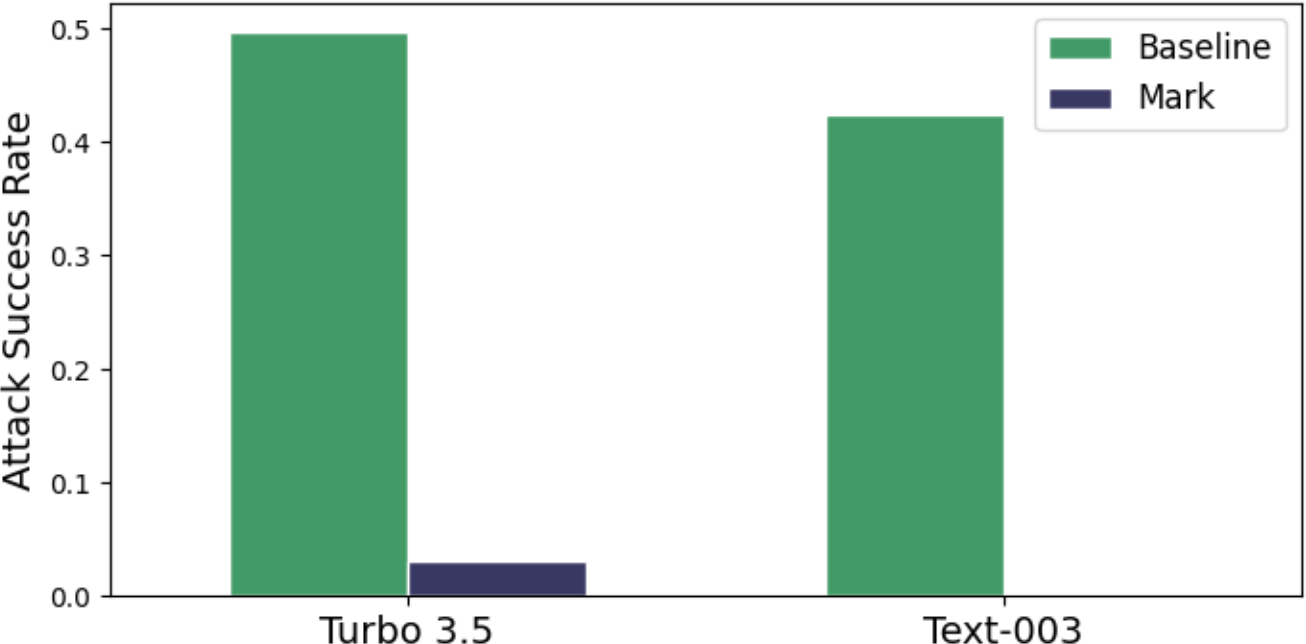 Attack Success Rate
0.5
0.4
0.3
0.2
0.1
0.0
Baseline
Mark
Turbo 3.5
Text-003